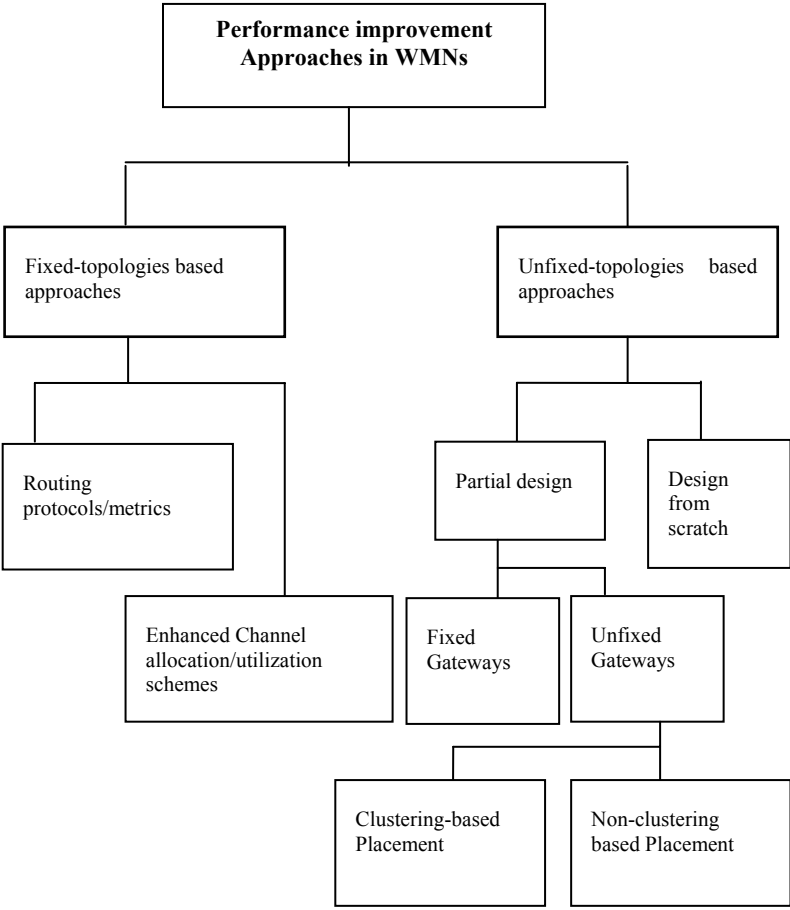 Performance improvement
Approaches in WMNs
Fixed-topologies based
approaches
Unfixed-topologies based
approaches
Routing
protocols/metrics
Partial design
Design
from
scratch
Enhanced Channel
allocation/utilization
schemes
Fixed
Gateways
Unfixed
Gateways
Clustering-based
Placement
Non-clustering
based Placement